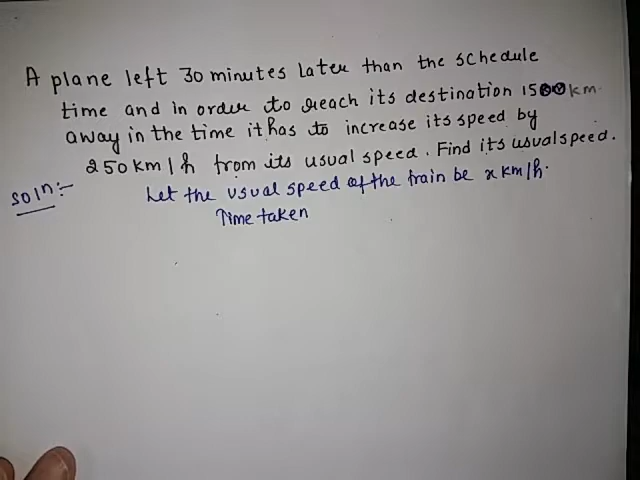 A plane left 30 minutes later than the schedule
time and in order to reach its destination 1500 km
away in the time it has to increase its speed by
250 km/h from its usual speed. Find its usual speed.
Soln:- Let the usual speed of the train be x km/h.
Time taken